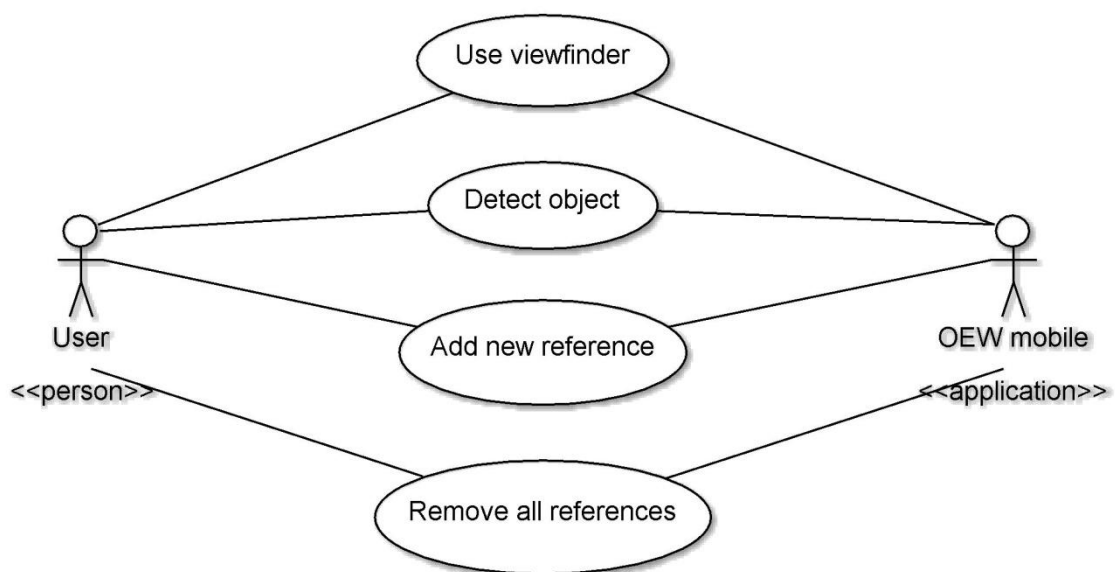 Use viewfinder
Detect object
User
<<person>>
Add new reference
OEW mobile
<<application>>
Remove all references